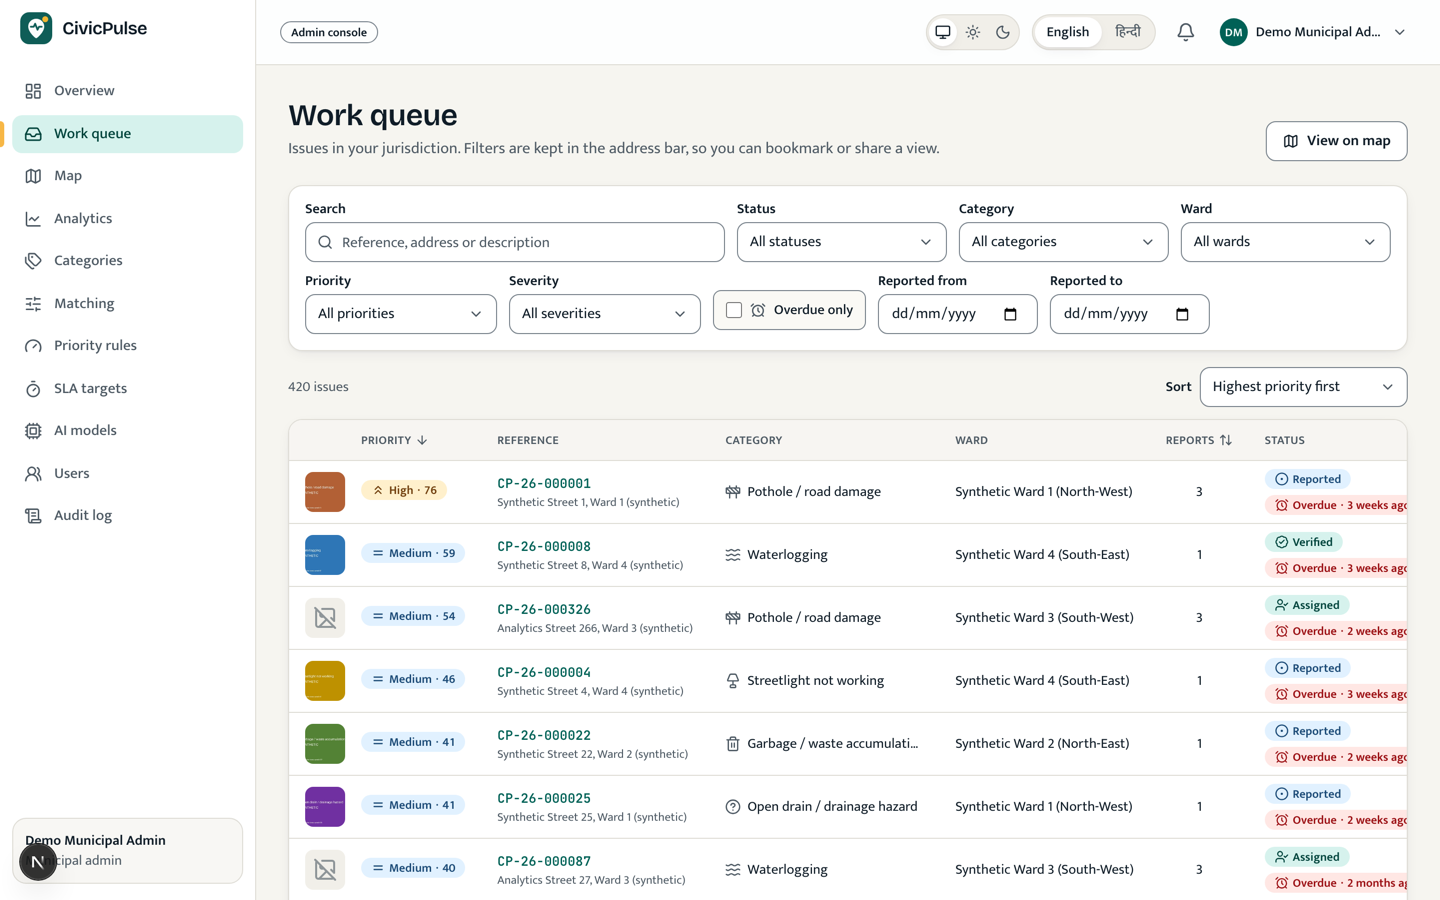 CivicPulse
Admin console
English
हिन्दी
DM
Demo Municipal Ad...
Overview
Work queue
Map
Analytics
Categories
Matching
Priority rules
SLA targets
AI models
Users
Audit log
Demo Municipal Admin
N
cipal admin
Work queue
Issues in your jurisdiction. Filters are kept in the address bar, so you can bookmark or share a view.
View on map
Search
Status
Category
Ward
Reference, address or description
All statuses
All categories
All wards
Priority
Severity
Reported from
Reported to
All priorities
All severities
Overdue only
dd/mm/yyyy
dd/mm/yyyy
420 issues
Sort
Highest priority first
PRIORITY
REFERENCE
CATEGORY
WARD
REPORTS
STATUS
High · 76
CP-26-000001
Synthetic Street 1, Ward 1 (synthetic)
Pothole / road damage
Synthetic Ward 1 (North-West)
3
Reported
Overdue · 3 weeks ago
Medium · 59
CP-26-000008
Synthetic Street 8, Ward 4 (synthetic)
Waterlogging
Synthetic Ward 4 (South-East)
1
Verified
Overdue · 3 weeks ago
Medium · 54
CP-26-000326
Analytics Street 266, Ward 3 (synthetic)
Pothole / road damage
Synthetic Ward 3 (South-West)
3
Assigned
Overdue · 2 weeks ago
Medium · 46
CP-26-000004
Synthetic Street 4, Ward 4 (synthetic)
Streetlight not working
Synthetic Ward 4 (South-East)
1
Reported
Overdue · 3 weeks ago
Medium · 41
CP-26-000022
Synthetic Street 22, Ward 2 (synthetic)
Garbage / waste accumulati...
Synthetic Ward 2 (North-East)
1
Reported
Overdue · 2 weeks ago
Medium · 41
CP-26-000025
Synthetic Street 25, Ward 1 (synthetic)
Open drain / drainage hazard
Synthetic Ward 1 (North-West)
1
Reported
Overdue · 2 weeks ago
Medium · 40
CP-26-000087
Analytics Street 27, Ward 3 (synthetic)
Waterlogging
Synthetic Ward 3 (South-West)
3
Assigned
Overdue · 2 months ag